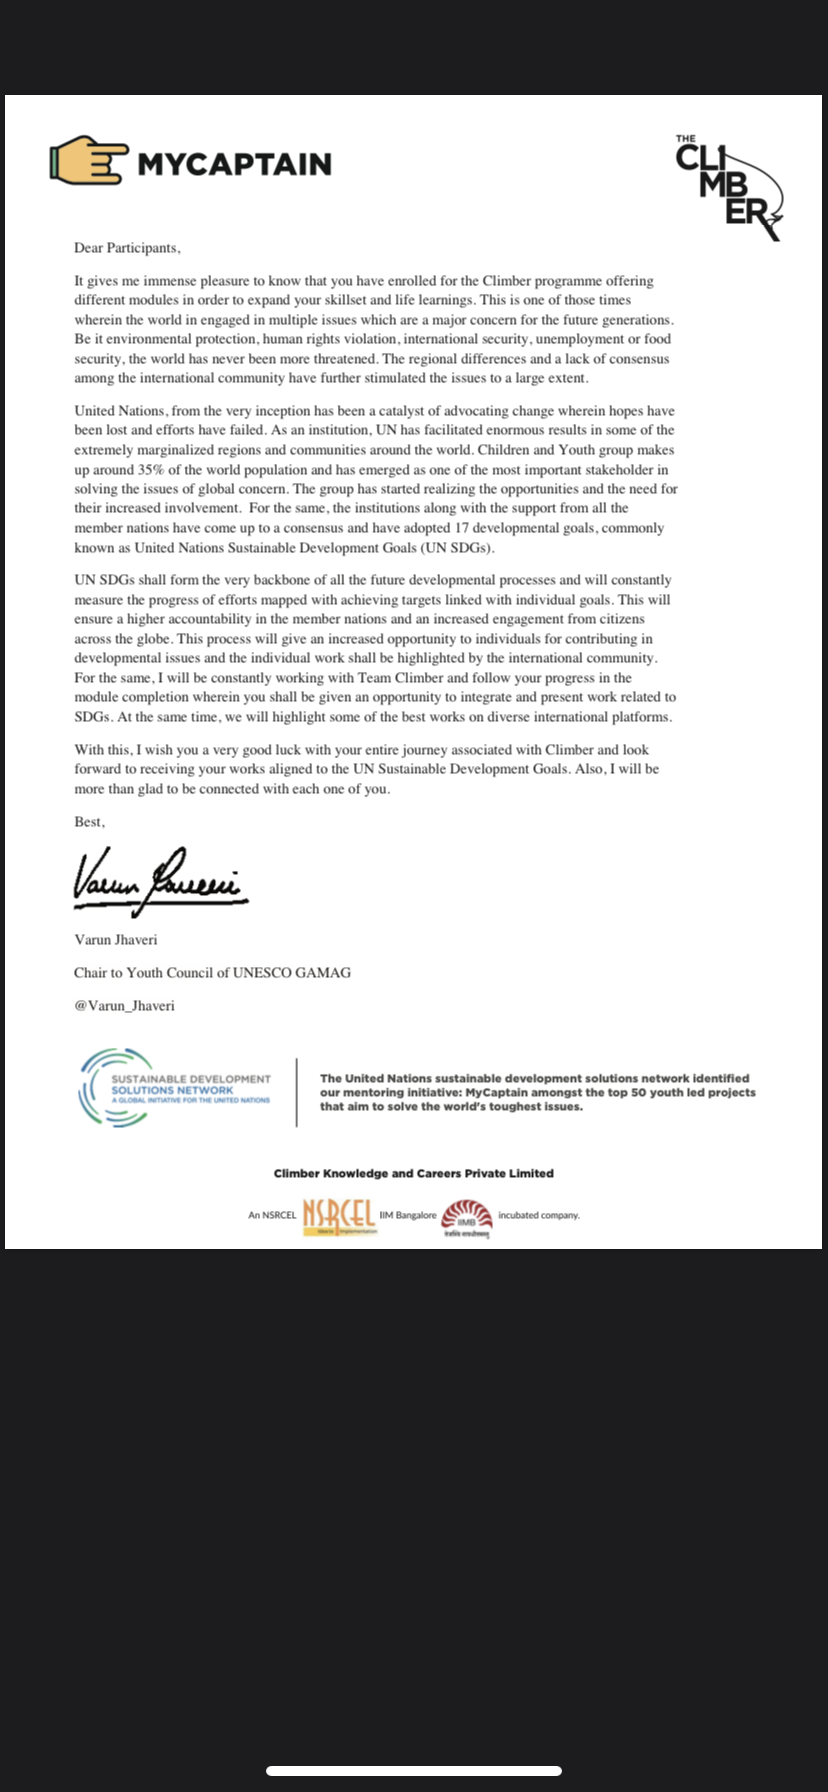 MYCAPTAIN
THE
CLI
MB
ER
Dear Participants,
It gives me immense pleasure to know that you have enrolled for the Climber programme offering
different modules in order to expand your skillset and life learnings. This is one of those times
wherein the world in engaged in multiple issues which are a major concern for the future generations.
Be it environmental protection, human rights violation, international security, unemployment or food
security, the world has never been more threatened. The regional differences and a lack of consensus
among the international community have further stimulated the issues to a large extent.
United Nations, from the very inception has been a catalyst of advocating change wherein hopes have
been lost and efforts have failed. As an institution, UN has facilitated enormous results in some of the
extremely marginalized regions and communities around the world. Children and Youth group makes
up around 35% of the world population and has emerged as one of the most important stakeholder in
solving the issues of global concern. The group has started realizing the opportunities and the need for
their increased involvement.  For the same, the institutions along with the support from all the
member nations have come up to a consensus and have adopted 17 developmental goals, commonly
known as United Nations Sustainable Development Goals (UN SDGs).
UN SDGs shall form the very backbone of all the future developmental processes and will constantly
measure the progress of efforts mapped with achieving targets linked with individual goals. This will
ensure a higher accountability in the member nations and an increased engagement from citizens
across the globe. This process will give an increased opportunity to individuals for contributing in
developmental issues and the individual work shall be highlighted by the international community.
For the same, I will be constantly working with Team Climber and follow your progress in the
module completion wherein you shall be given an opportunity to integrate and present work related to
SDGs. At the same time, we will highlight some of the best works on diverse international platforms.
With this, I wish you a very good luck with your entire journey associated with Climber and look
forward to receiving your works aligned to the UN Sustainable Development Goals. Also, I will be
more than glad to be connected with each one of you.
Best,
Varun Jhaveri
Varun Jhaveri
Chair to Youth Council of UNESCO GAMAG
@Varun_Jhaveri
SUSTAINABLE DEVELOPMENT
SOLUTIONS NETWORK
A GLOBAL INITIATIVE FOR THE UNITED NATIONS
The United Nations sustainable development solutions network identified
our mentoring initiative: MyCaptain amongst the top 50 youth led projects
that aim to solve the world's toughest issues.
Climber Knowledge and Careers Private Limited
An NSRCEL NSRCEL IIM Bangalore IIMB incubated company.